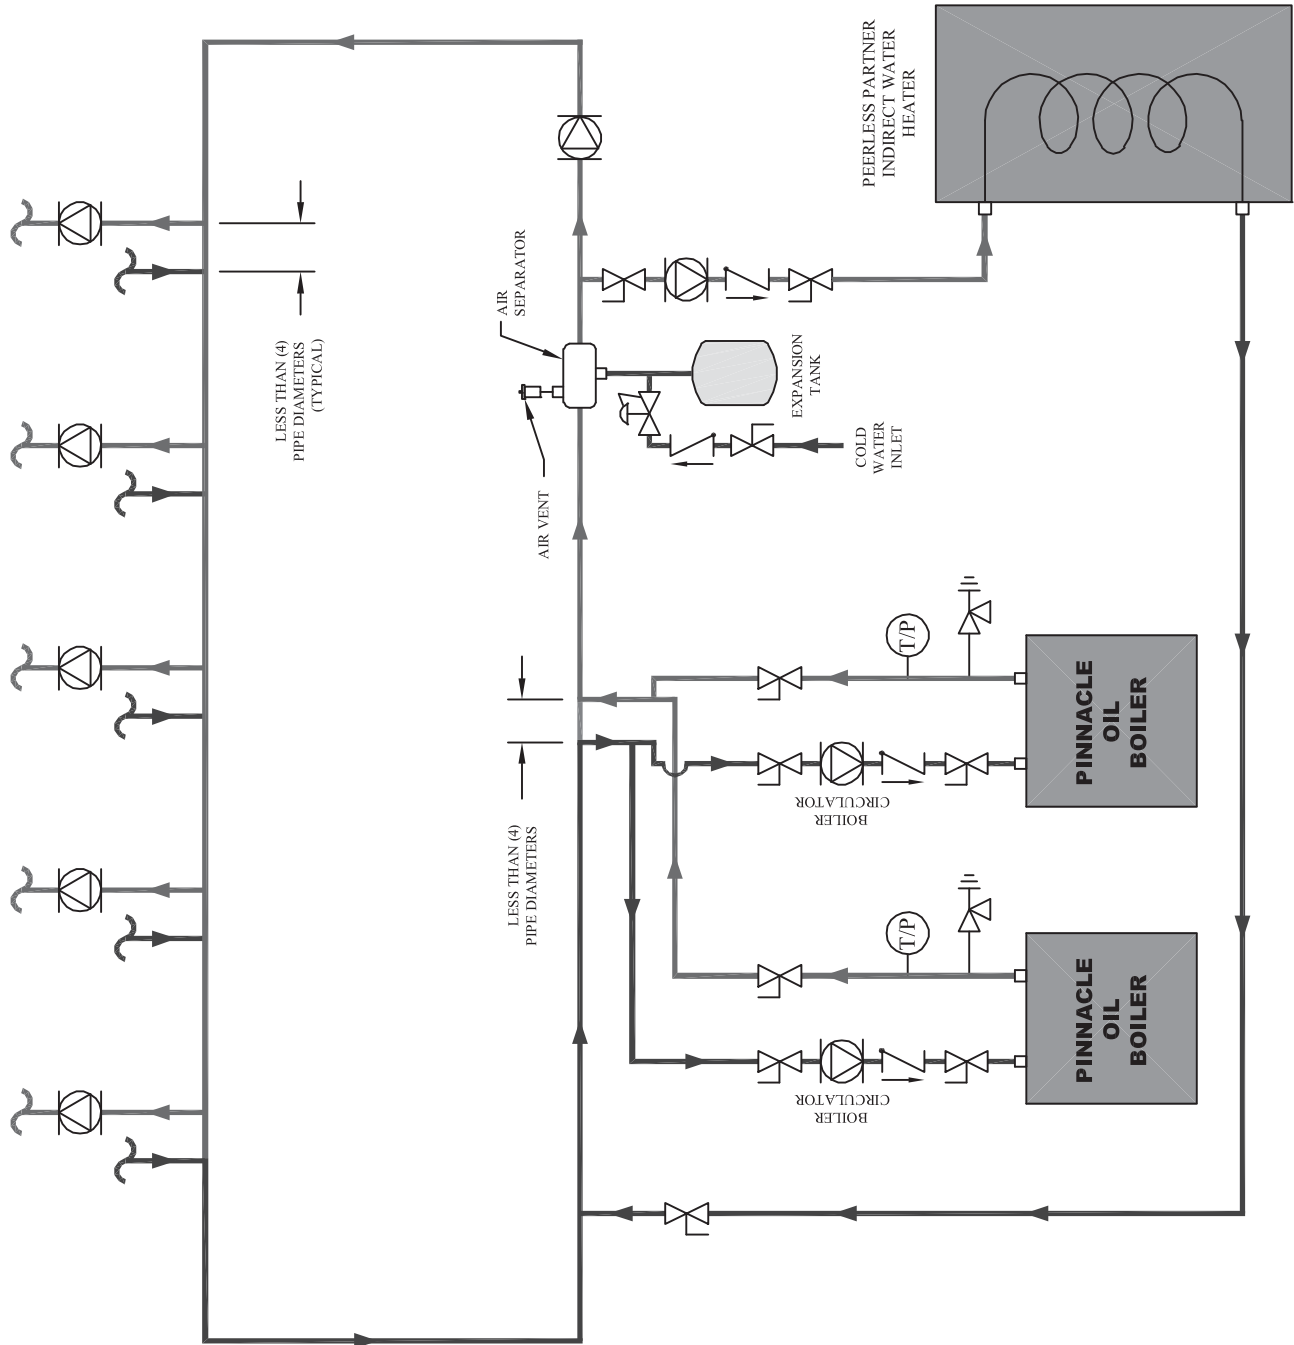 PEERLESS PARTNER
INDIRECT WATER
HEATER
AIR
SEPARATOR
LESS THAN (4)
PIPE DIAMETERS
(TYPICAL)
EXPANSION
TANK
COLD
WATER
INLET
AIR VENT
T/P
PINNACLE
OIL
BOILER
BOILER
CIRCULATOR
LESS THAN (4)
PIPE DIAMETERS
T/P
PINNACLE
OIL
BOILER
BOILER
CIRCULATOR